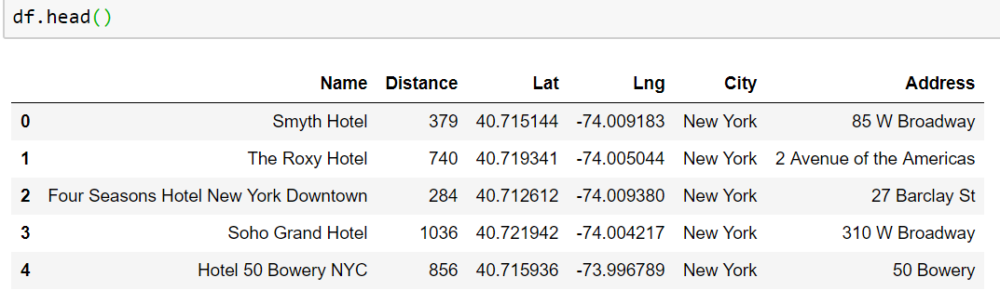 df.head()
Name Distance Lat Lng City Address
0 Smyth Hotel 379 40.715144 -74.009183 New York 85 W Broadway
1 The Roxy Hotel 740 40.719341 -74.005044 New York 2 Avenue of the Americas
2 Four Seasons Hotel New York Downtown 284 40.712612 -74.009380 New York 27 Barclay St
3 Soho Grand Hotel 1036 40.721942 -74.004217 New York 310 W Broadway
4 Hotel 50 Bowery NYC 856 40.715936 -73.996789 New York 50 Bowery